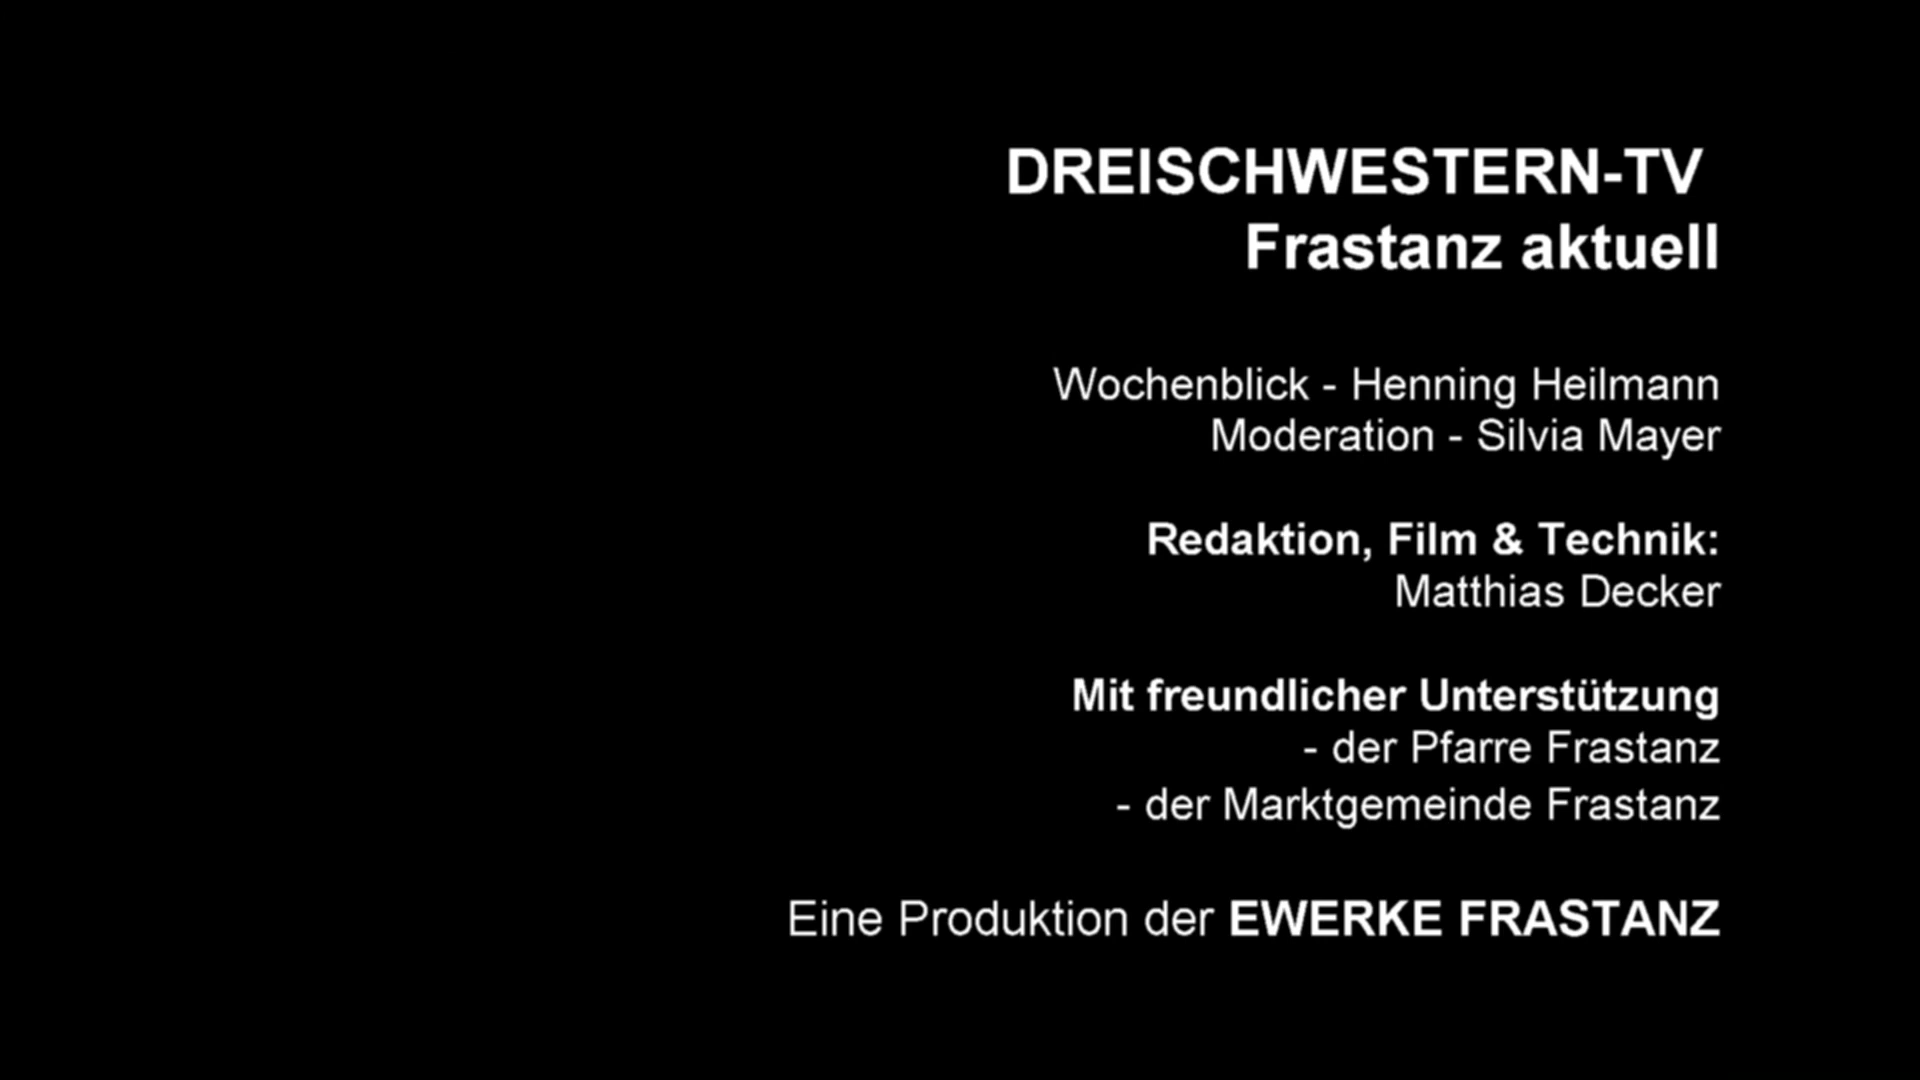 DREISCHWESTERN-TV
Frastanz aktuell
Wochenblick - Henning Heilmann
Moderation - Silvia Mayer
Redaktion, Film & Technik:
Matthias Decker
Mit freundlicher Unterstützung
- der Pfarre Frastanz
- der Marktgemeinde Frastanz
Eine Produktion der EWERKE FRASTANZ